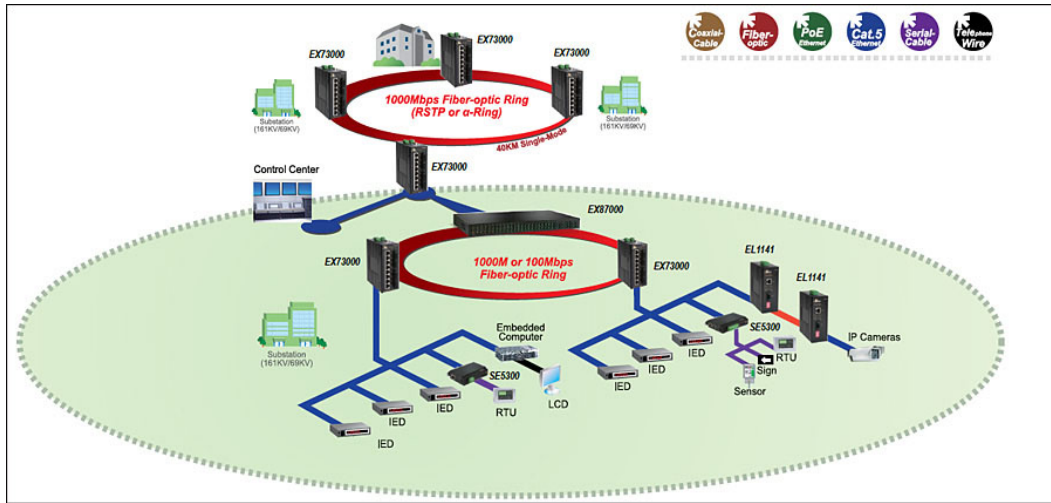 Coaxial-
Cable
Fiber-
optic
PoE
Ethernet
Cat.5
Ethernet
Serial-
Cable
Telephone
Wire
EX73000
EX73000
EX73000
1000Mbps Fiber-optic Ring
(RSTP or α-Ring)
40KM Single-Mode
Substation
(161KV/69KV)
Substation
(161KV/69KV)
EX73000
Control Center
EX87000
EX73000
1000M or 100Mbps
Fiber-optic Ring
EX73000
EL1141
EL1141
SE5300
IP Cameras
RTU
Sign
Sensor
IED
IED
IED
Substation
(161KV/69KV)
Embedded
Computer
SE5300
LCD
RTU
IED
IED
IED